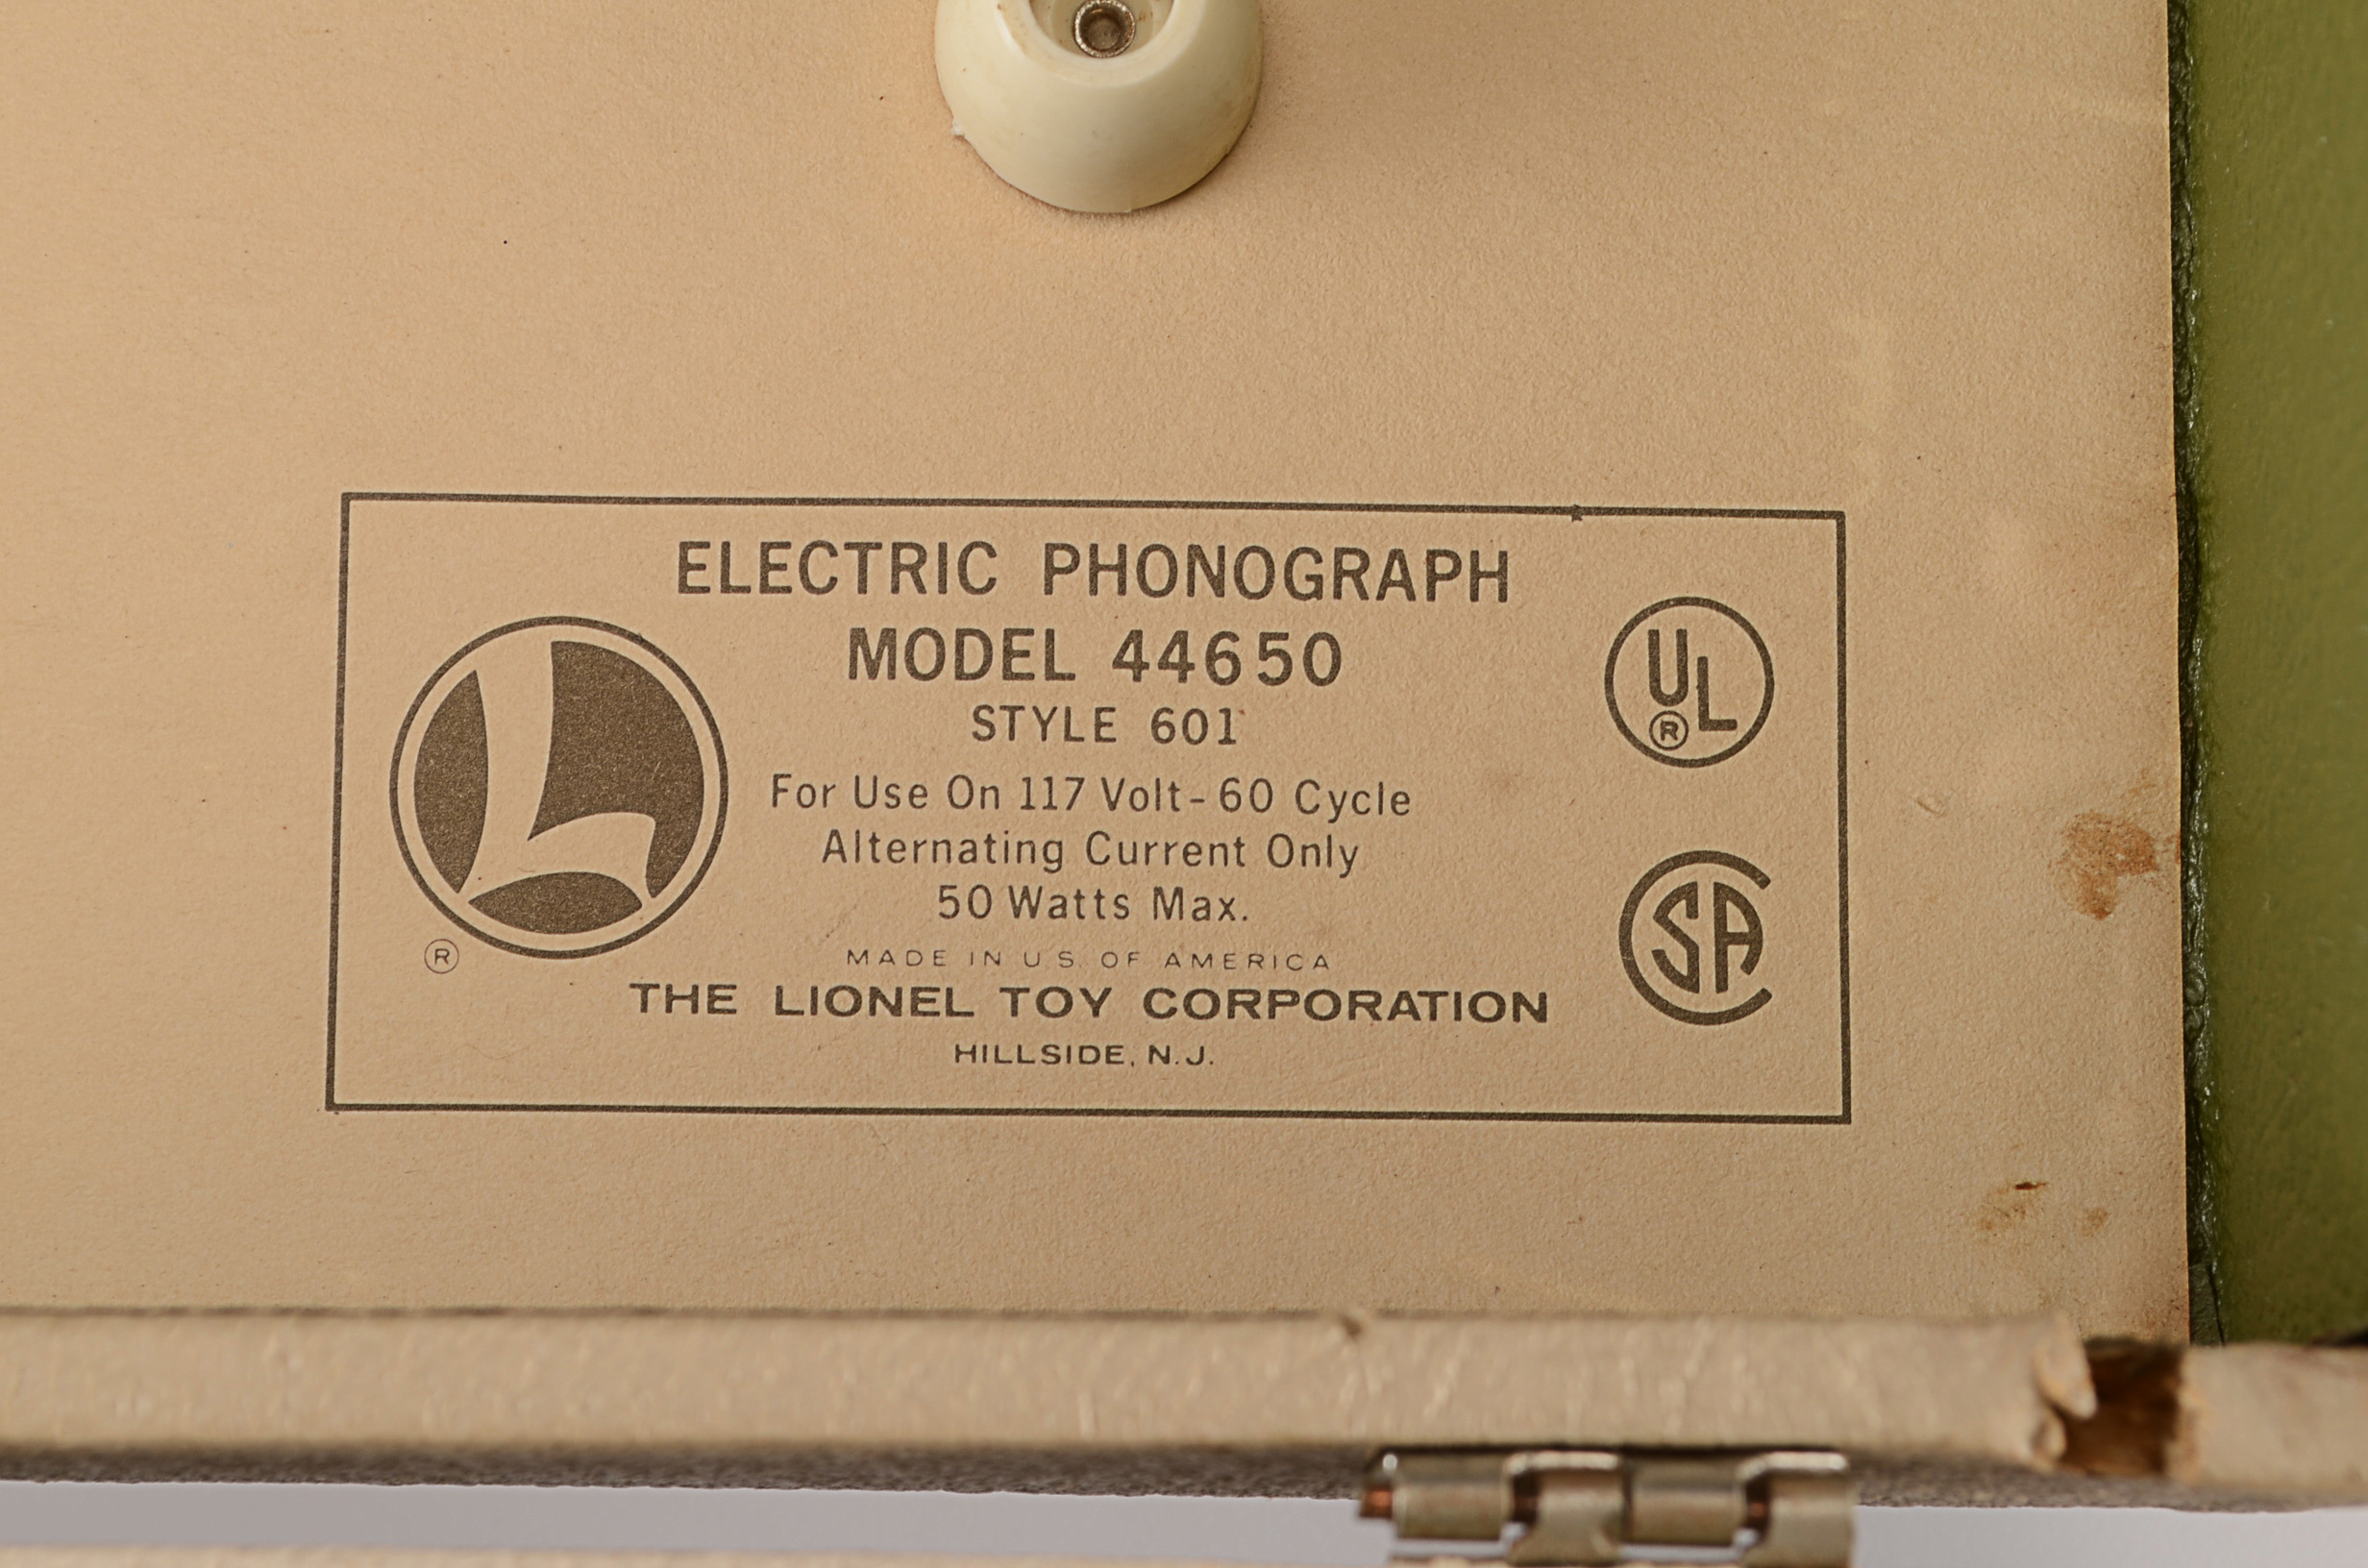 ELECTRIC PHONOGRAPH
MODEL 44650
STYLE 601
For Use On 117 Volt-60 Cycle
Alternating Current Only
50 Watts Max.
MADE IN U.S. OF AMERICA
THE LIONEL TOY CORPORATION
HILLSIDE, N.J.
L
®
UL
®
CSA